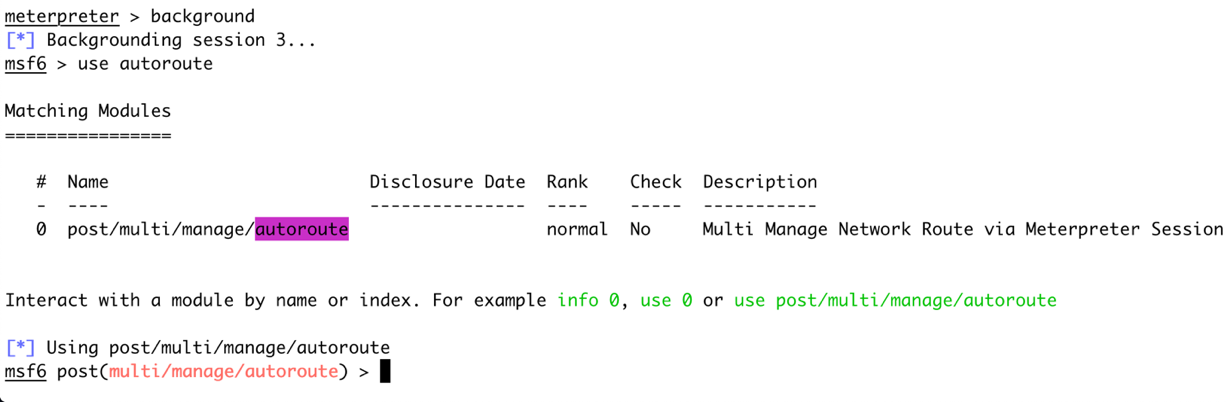 meterpreter > background
[*] Backgrounding session 3...
msf6 > use autoroute
Matching Modules
================
#  Name                             Disclosure Date  Rank    Check  Description
-  ----                             ---------------  ----    -----  -----------
0  post/multi/manage/autoroute                       normal  No     Multi Manage Network Route via Meterpreter Session
Interact with a module by name or index. For example info 0, use 0 or use post/multi/manage/autoroute
[*] Using post/multi/manage/autoroute
msf6 post(multi/manage/autoroute) >